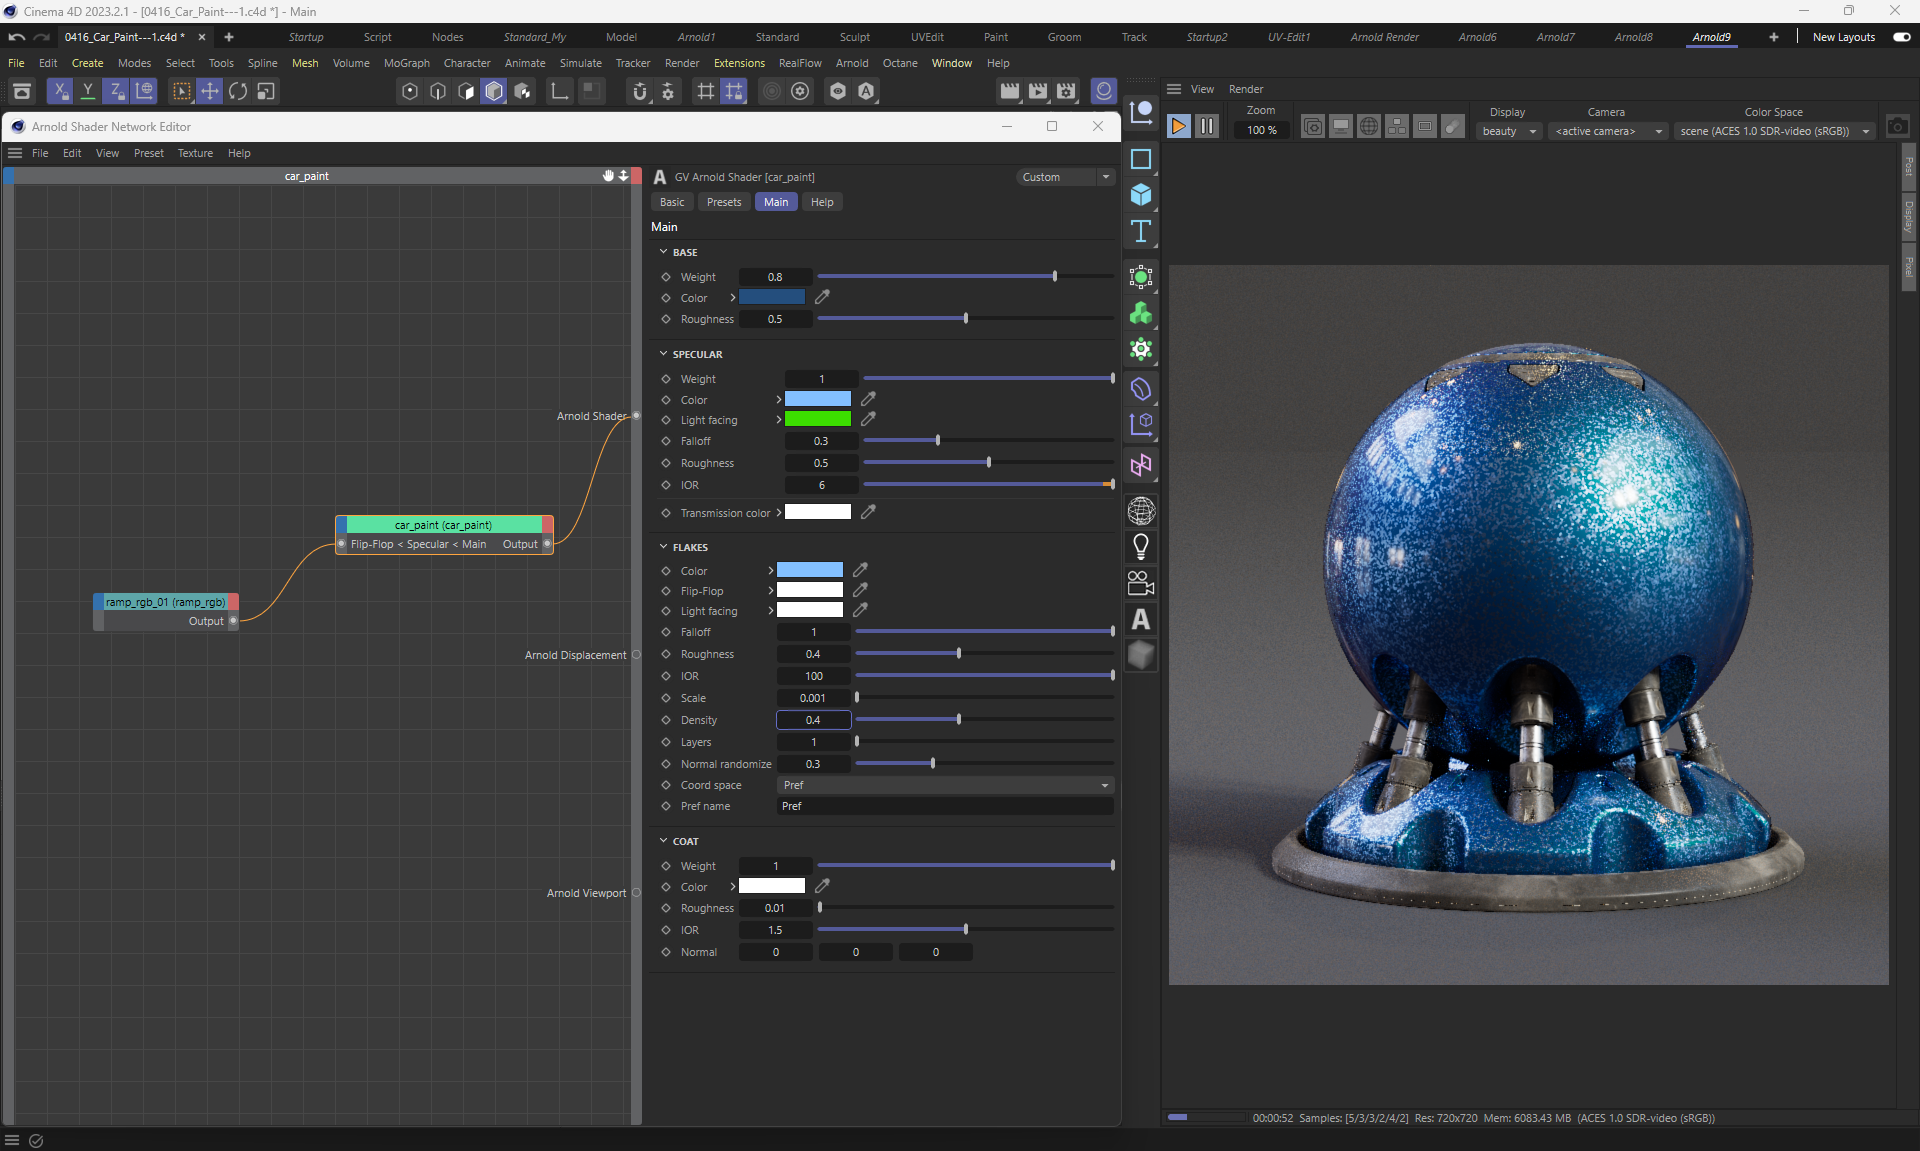 Cinema 4D 2023.2.1 - [0416_Car_Paint---1.c4d *] - Main
0416_Car_Paint---1.c4d *
Startup Script Nodes Standard_My Model Arnold1 Standard Sculpt UVEdit Paint Groom Track Startup2 UV-Edit1 Arnold Render Arnold6 Arnold7 Arnold8 Arnold9 New Layouts
File Edit Create Modes Select Tools Spline Mesh Volume MoGraph Character Animate Simulate Tracker Render Extensions RealFlow Arnold Octane Window Help
X Y Z
A
View Render
Zoom Display Camera Color Space
100 % beauty <active camera> scene (ACES 1.0 SDR-video (sRGB))
Arnold Shader Network Editor
File Edit View Preset Texture Help
car_paint
Arnold Shader
car_paint (car_paint)
Flip-Flop < Specular < Main Output
ramp_rgb_01 (ramp_rgb)
Output
Arnold Displacement
Arnold Viewport
A GV Arnold Shader [car_paint] Custom
Basic Presets Main Help
Main
BASE
Weight 0.8
Color
Roughness 0.5
SPECULAR
Weight 1
Color
Light facing
Falloff 0.3
Roughness 0.5
IOR 6
Transmission color
FLAKES
Color
Flip-Flop
Light facing
Falloff 1
Roughness 0.4
IOR 100
Scale 0.001
Density 0.4
Layers 1
Normal randomize 0.3
Coord space Pref
Pref name Pref
COAT
Weight 1
Color
Roughness 0.01
IOR 1.5
Normal 0 0 0
T
A
Post
Display
Pixel
00:00:52 Samples: [5/3/3/2/4/2] Res: 720x720 Mem: 6083.43 MB (ACES 1.0 SDR-video (sRGB))